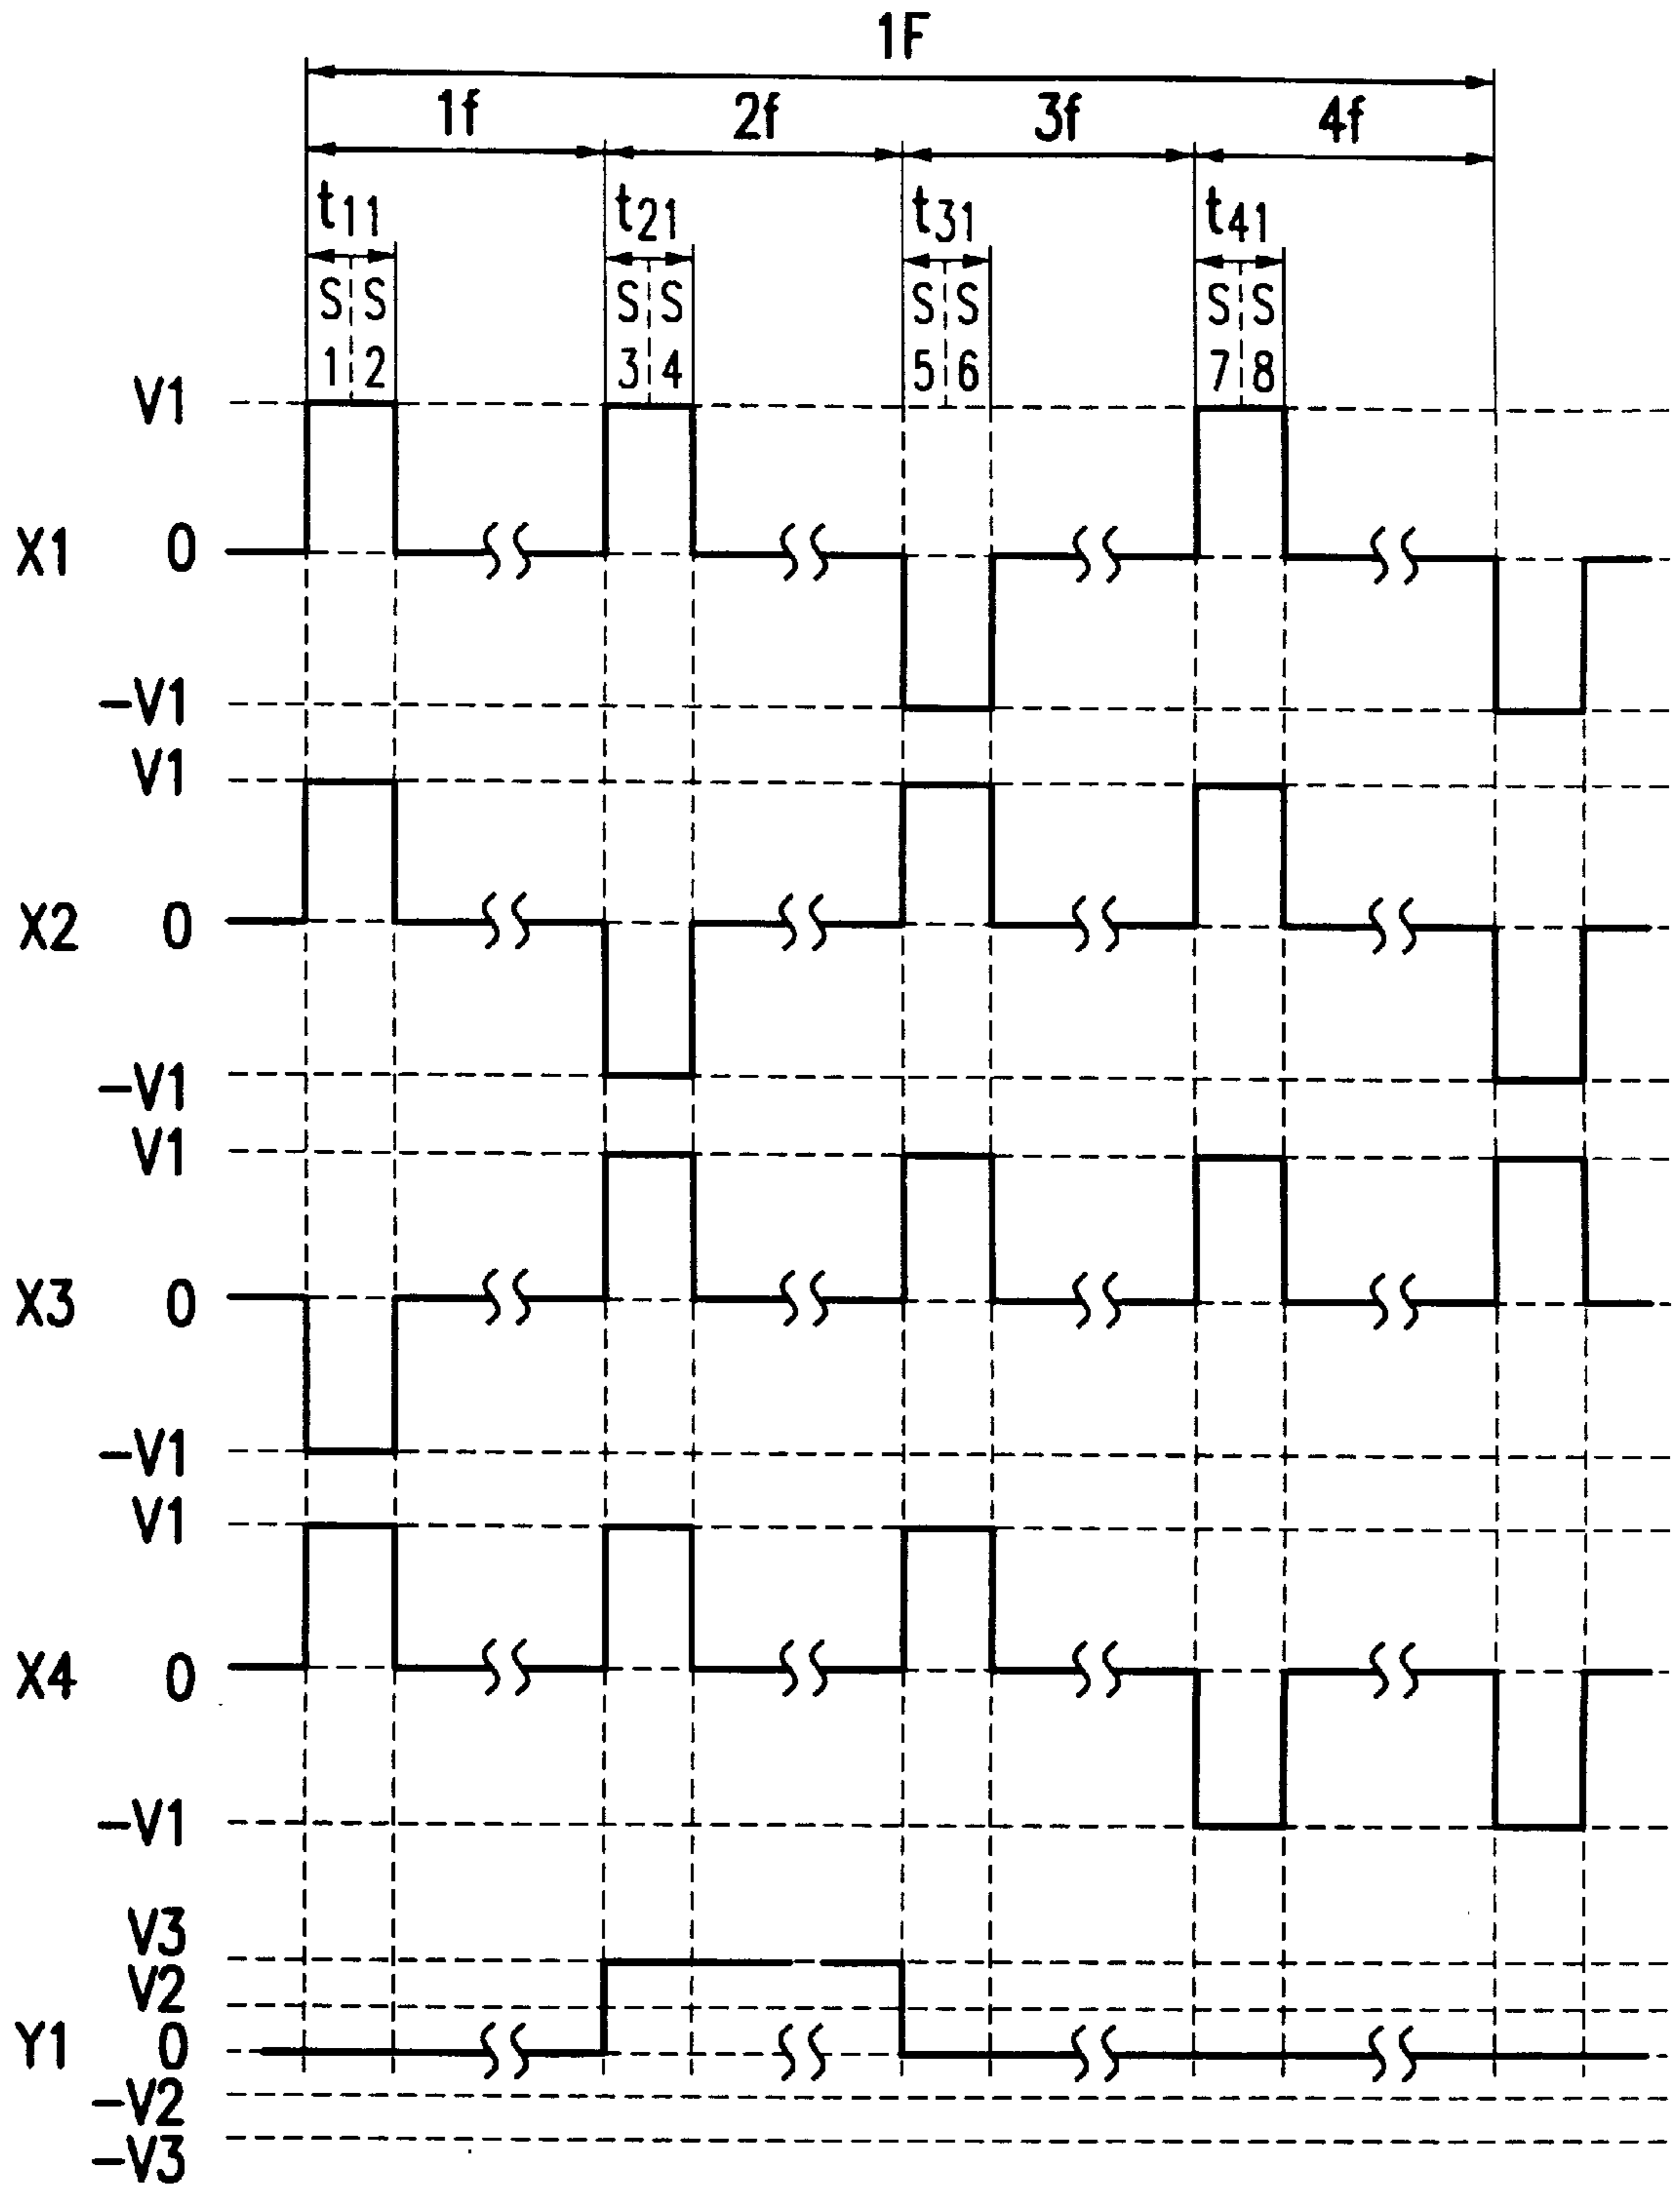 1F
1f 2f 3f 4f
t11 t21 t31 t41
S S S S S S S S
1 2 3 4 5 6 7 8
V1
X1 0
-V1
V1
X2 0
-V1
V1
X3 0
-V1
V1
X4 0
-V1
V3
V2
Y1 0
-V2
-V3